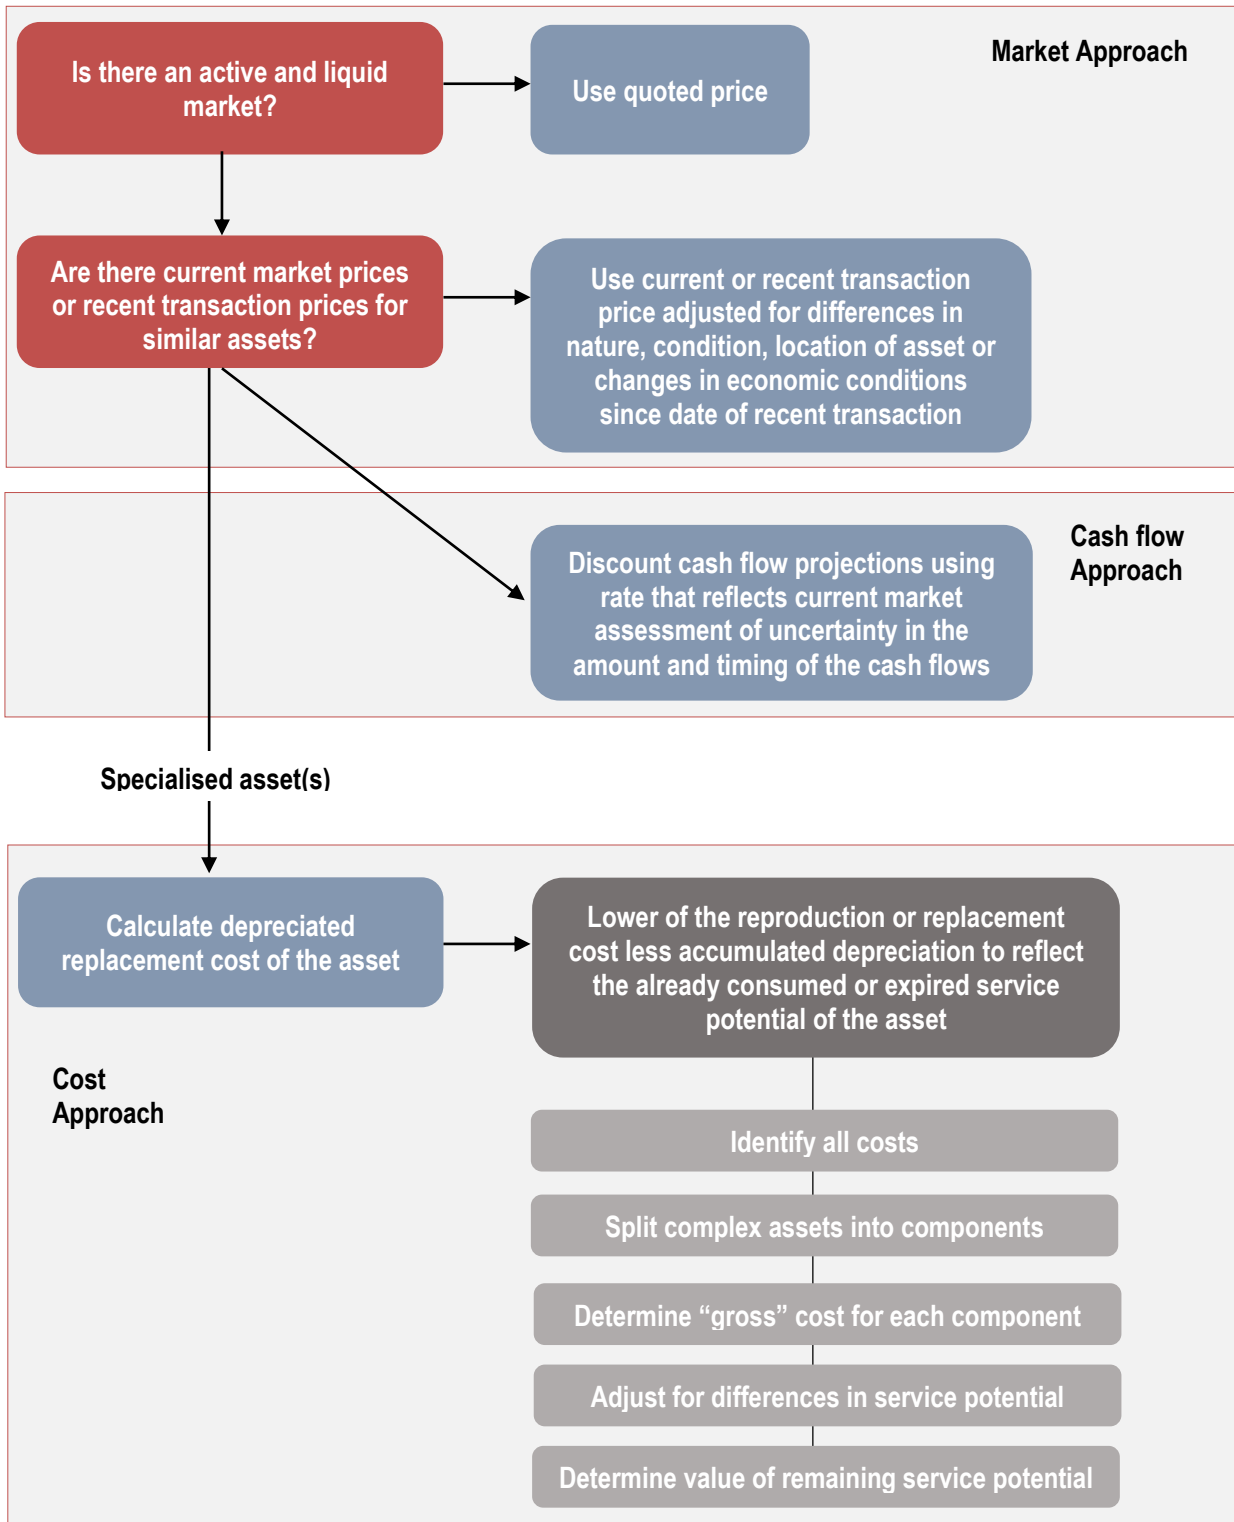 Market Approach
Is there an active and liquid
market?
Use quoted price
Are there current market prices
or recent transaction prices for
similar assets?
Use current or recent transaction
price adjusted for differences in
nature, condition, location of asset or
changes in economic conditions
since date of recent transaction
Cash flow
Approach
Discount cash flow projections using
rate that reflects current market
assessment of uncertainty in the
amount and timing of the cash flows
Specialised asset(s)
Calculate depreciated
replacement cost of the asset
Lower of the reproduction or replacement
cost less accumulated depreciation to reflect
the already consumed or expired service
potential of the asset
Cost
Approach
Identify all costs
Split complex assets into components
Determine “gross” cost for each component
Adjust for differences in service potential
Determine value of remaining service potential